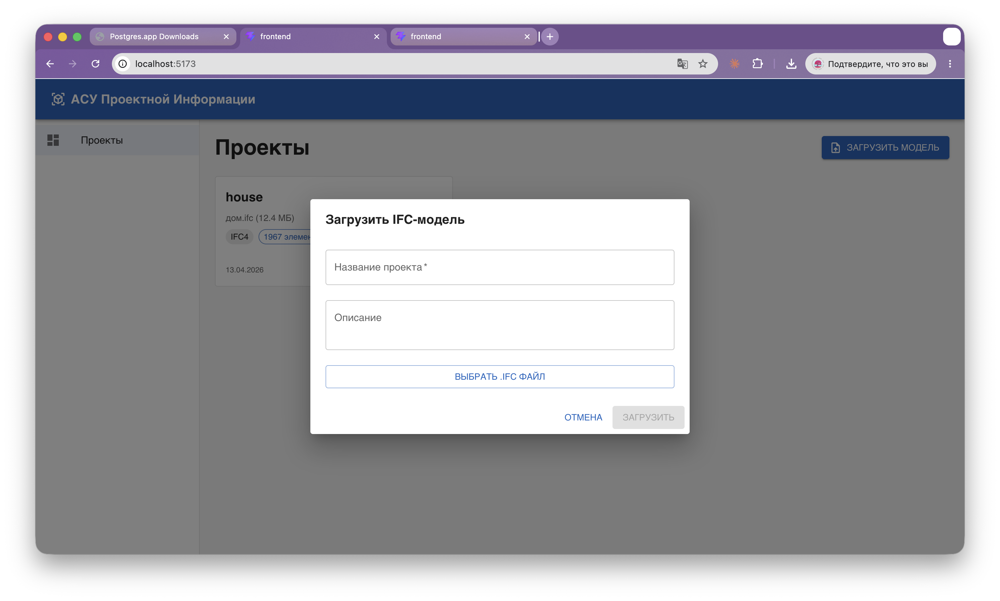 Postgres.app Downloads
frontend
frontend
localhost:5173
Подтвердите, что это вы
АСУ Проектной Информации
Проекты
Проекты
ЗАГРУЗИТЬ МОДЕЛЬ
house
дом.ifc (12.4 МБ)
IFC4
1967
13.04.2026
Загрузить IFC-модель
Название проекта*
Описание
ВЫБРАТЬ .IFC ФАЙЛ
ОТМЕНА
ЗАГРУЗИТЬ